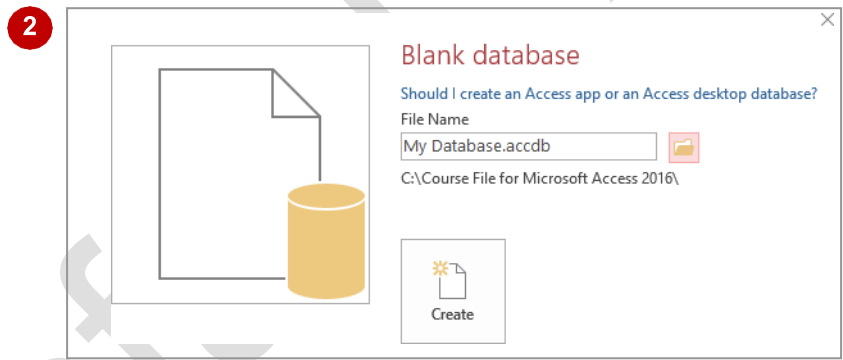 2
Blank database
Should I create an Access app or an Access desktop database?
File Name
My Database.accdb
C:\Course File for Microsoft Access 2016\
Create